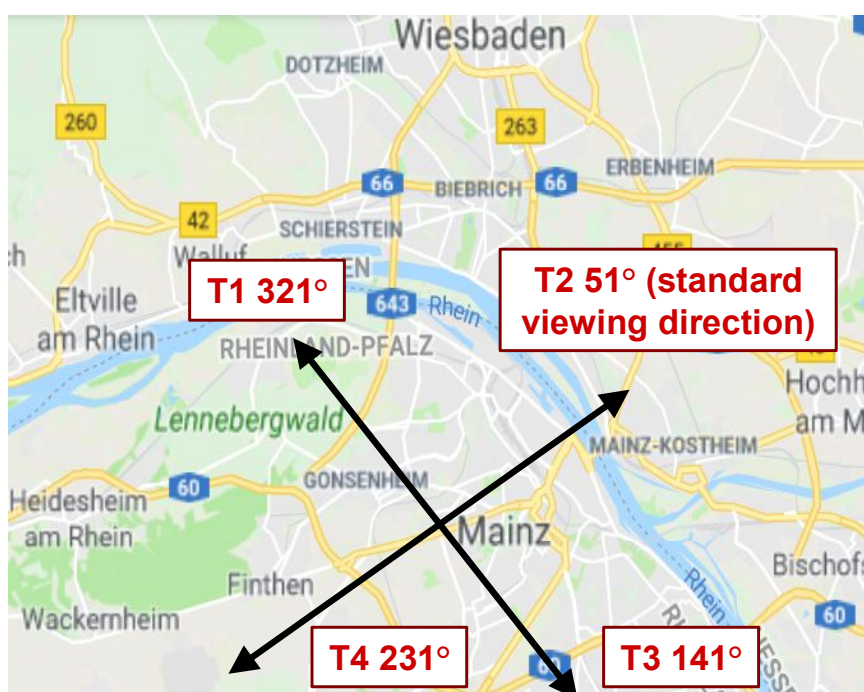 Wiesbaden
DOTZHEIM
260
263
ERBENHEIM
66
BIEBRICH
66
42
SCHIERSTEIN
h
T1 321°
T2 51° (standard
viewing direction)
Eltville
am Rhein
643
Rhein
RHEINLAND-PFALZ
Hochh
am M
Lennebergwald
MAINZ-KOSTHEIM
60
GONSENHEIM
Heidesheim
am Rhein
Mainz
Finthen
Bischofs
Wackernheim
Rhein
60
T4 231°
60
T3 141°